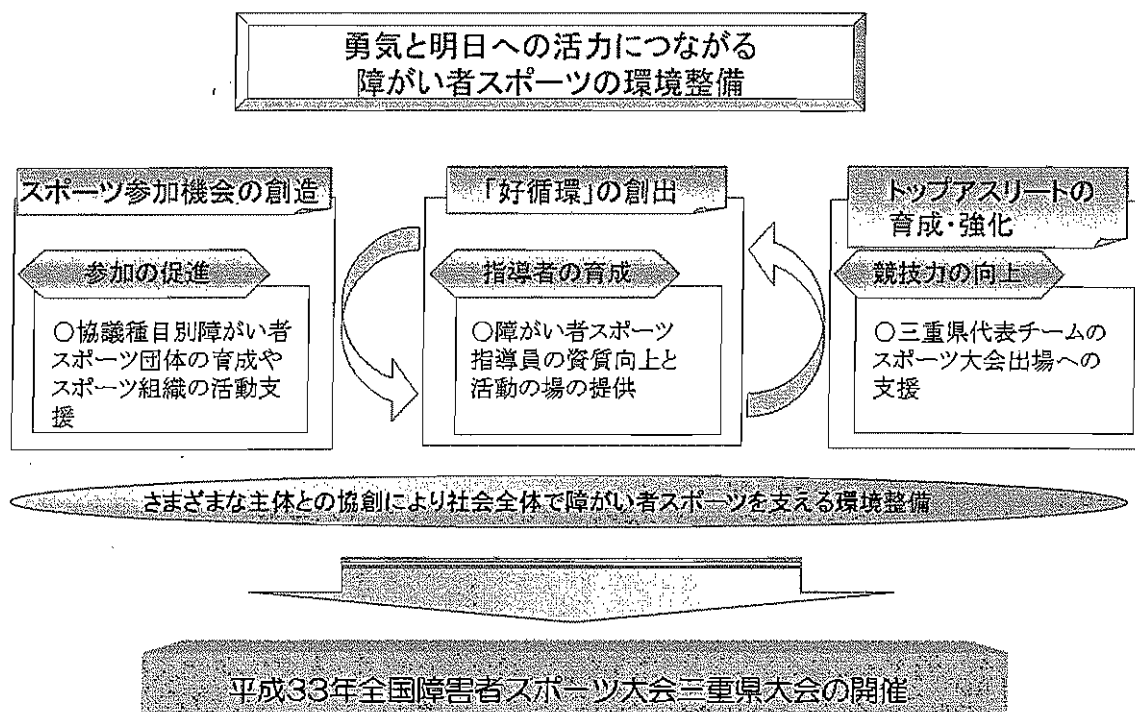 勇気と明日への活力につながる
障がい者スポーツの環境整備
スポーツ参加機会の創造
参加の促進
○協議種目別障がい者
スポーツ団体の育成や
スポーツ組織の活動支
援
「好循環」の創出
指導者の育成
○障がい者スポーツ
指導員の資質向上と
活動の場の提供
トップアスリートの
育成・強化
競技力の向上
○三重県代表チームの
スポーツ大会出場への
支援
さまざまな主体との協創により社会全体で障がい者スポーツを支える環境整備
平成33年全国障害者スポーツ大会三重県大会の開催